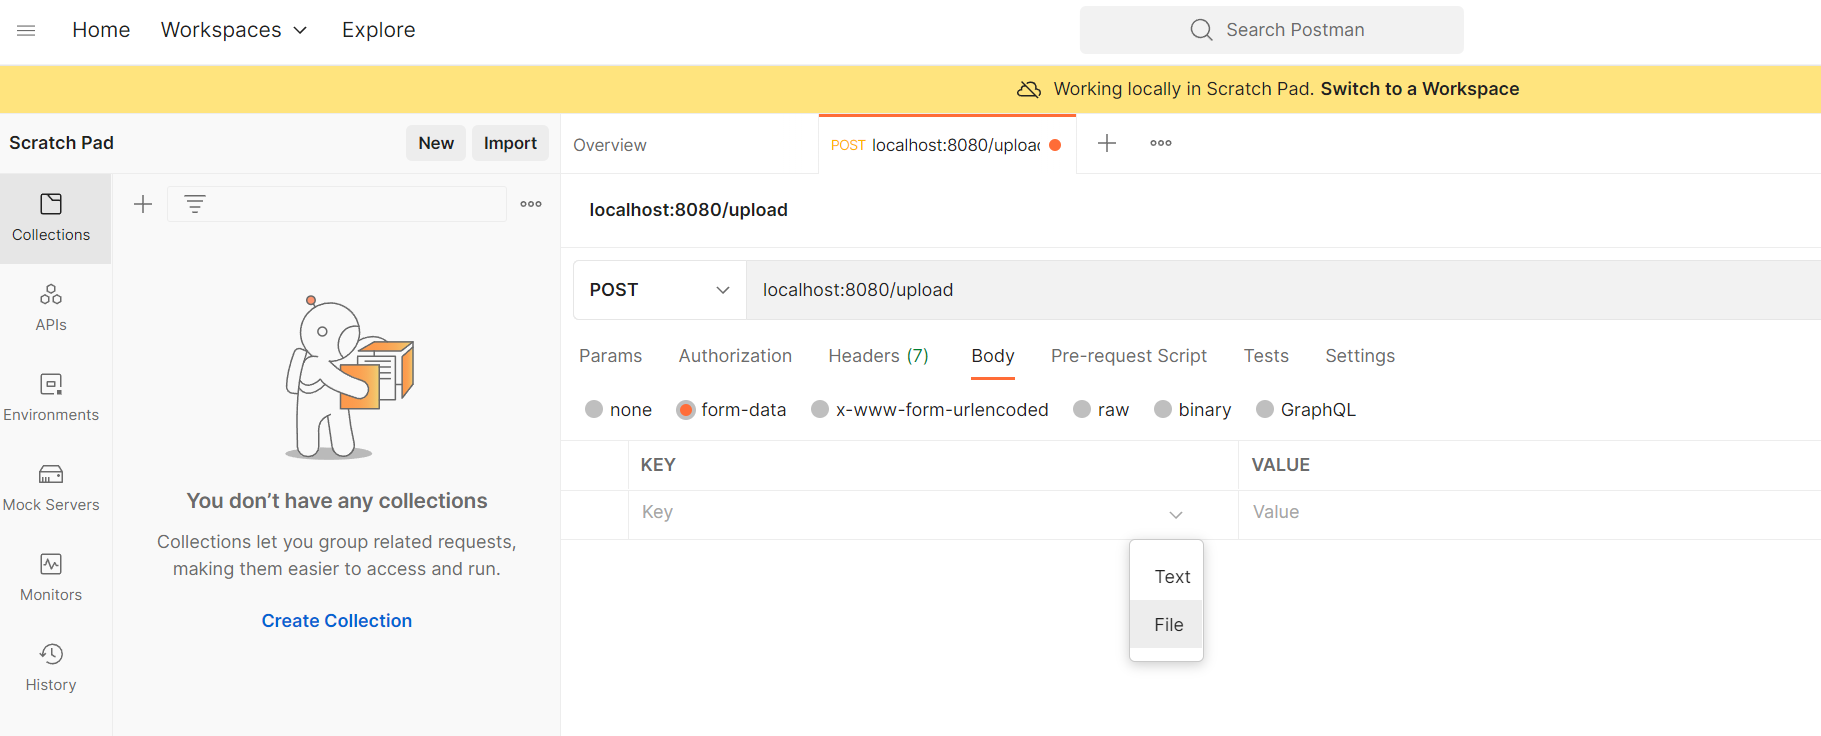 Home Workspaces Explore
Search Postman
Working locally in Scratch Pad. Switch to a Workspace
Scratch Pad
New Import
Collections
APIs
Environments
Mock Servers
Monitors
History
You don’t have any collections
Collections let you group related requests,
making them easier to access and run.
Create Collection
Overview
POST localhost:8080/upload
localhost:8080/upload
POST localhost:8080/upload
Params Authorization Headers (7) Body Pre-request Script Tests Settings
none form-data x-www-form-urlencoded raw binary GraphQL
KEY VALUE
Key Value
Text
File